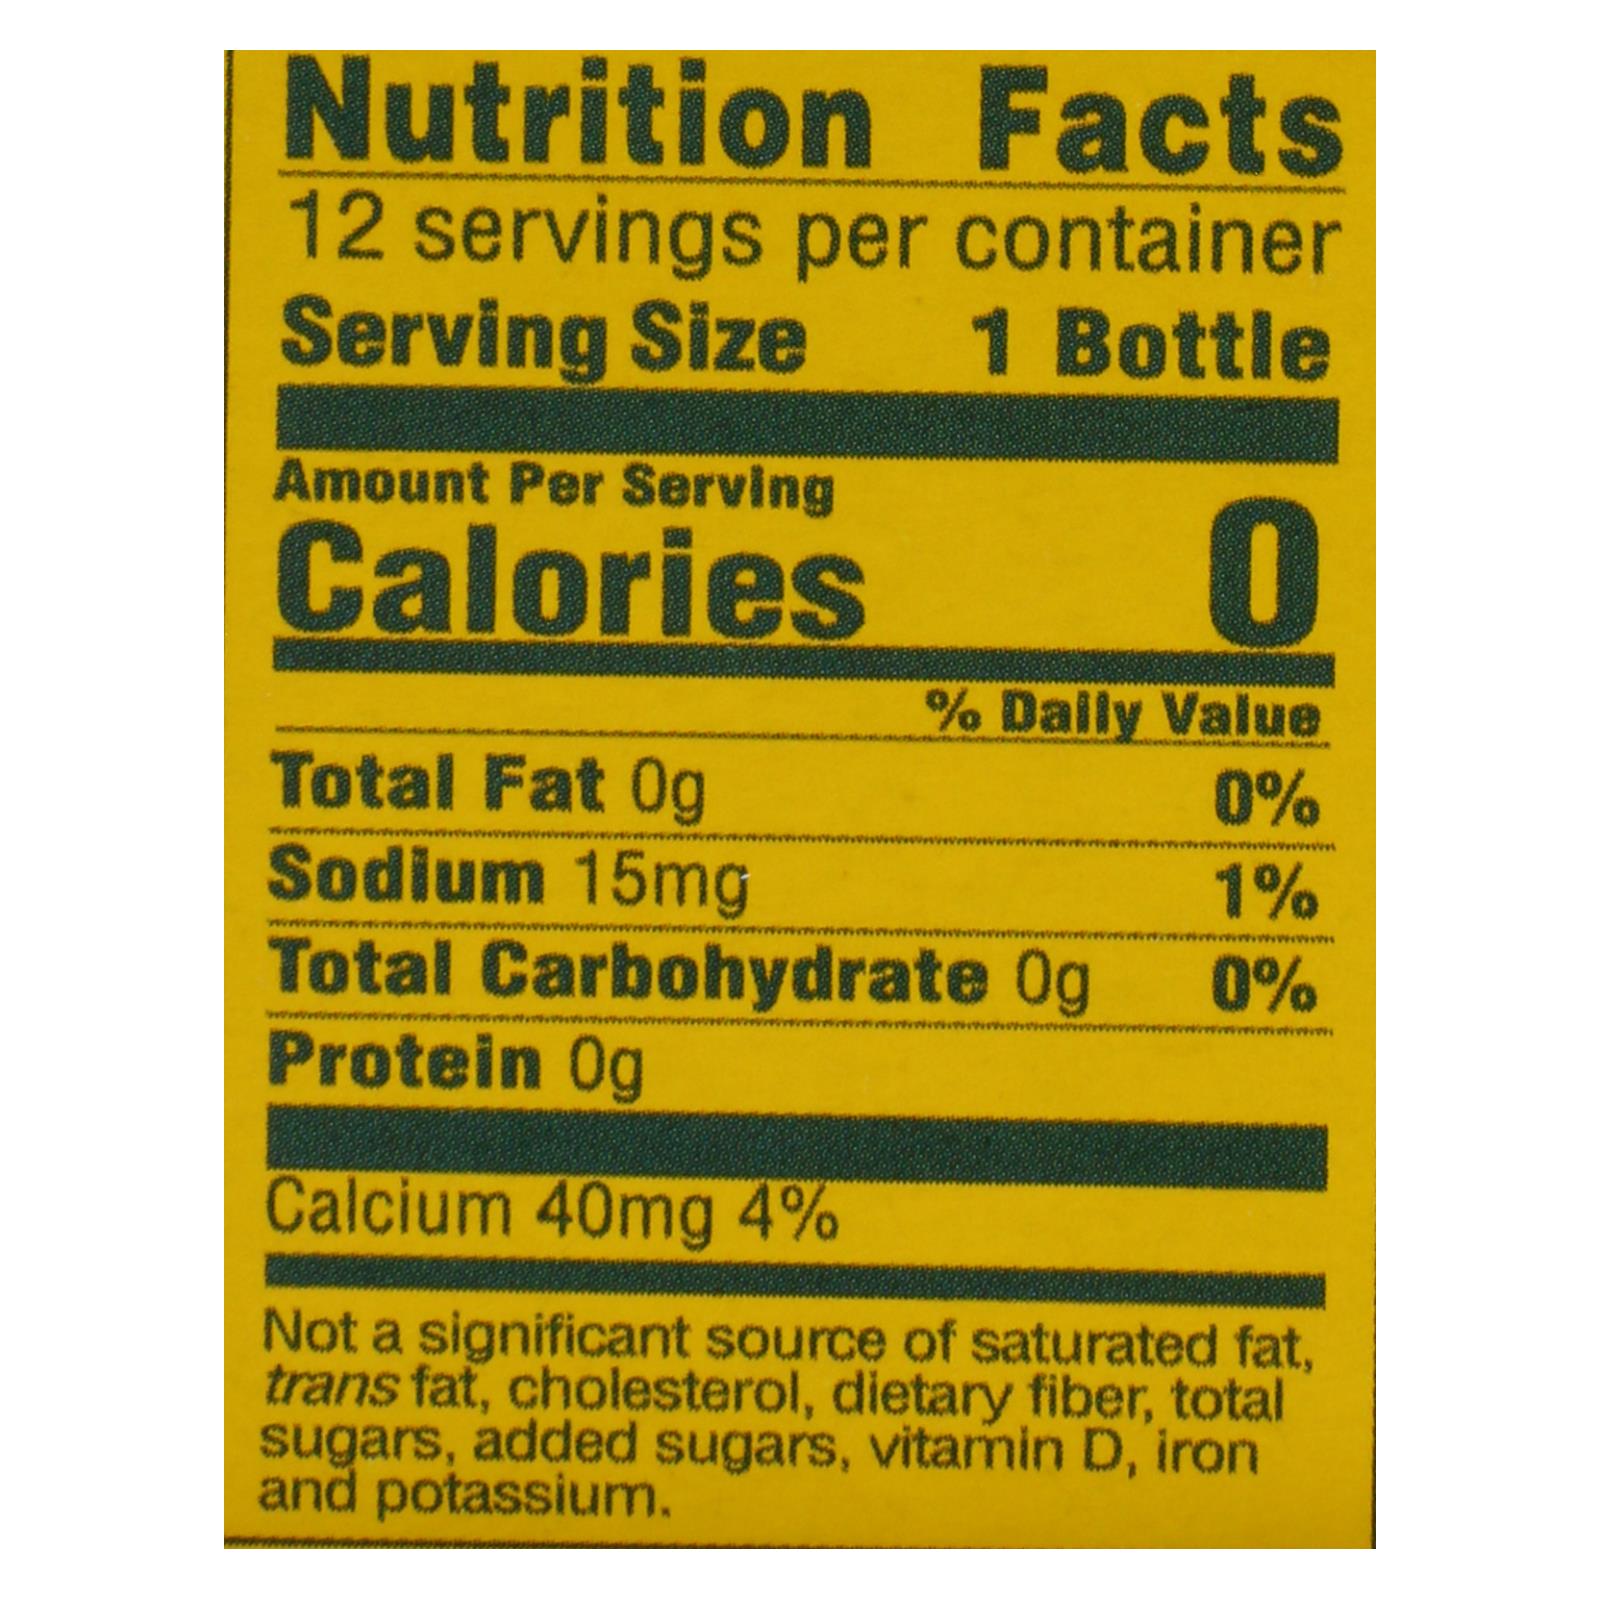 Nutrition Facts
12 servings per container
Serving Size 1 Bottle
Amount Per Serving
Calories 0
% Daily Value
Total Fat 0g 0%
Sodium 15mg 1%
Total Carbohydrate 0g 0%
Protein 0g
Calcium 40mg 4%
Not a significant source of saturated fat,
trans fat, cholesterol, dietary fiber, total
sugars, added sugars, vitamin D, iron
and potassium.